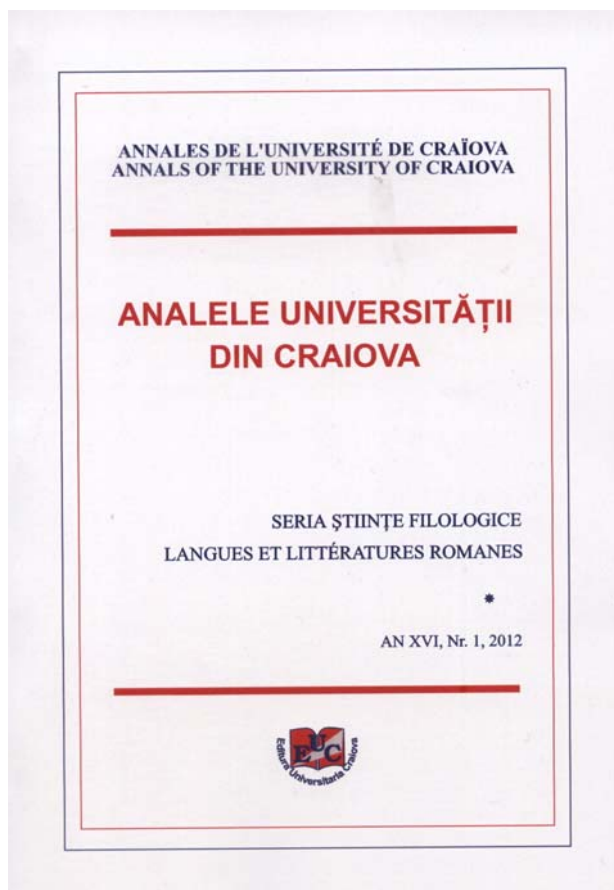 ANNALES DE L'UNIVERSITÉ DE CRAÏOVA
ANNALS OF THE UNIVERSITY OF CRAIOVA
ANALELE UNIVERSITĂȚII
DIN CRAIOVA
SERIA ȘTIINȚE FILOLOGICE
LANGUES ET LITTÉRATURES ROMANES
*
AN XVI, Nr. 1, 2012
EUC
Editura Universitaria Craiova